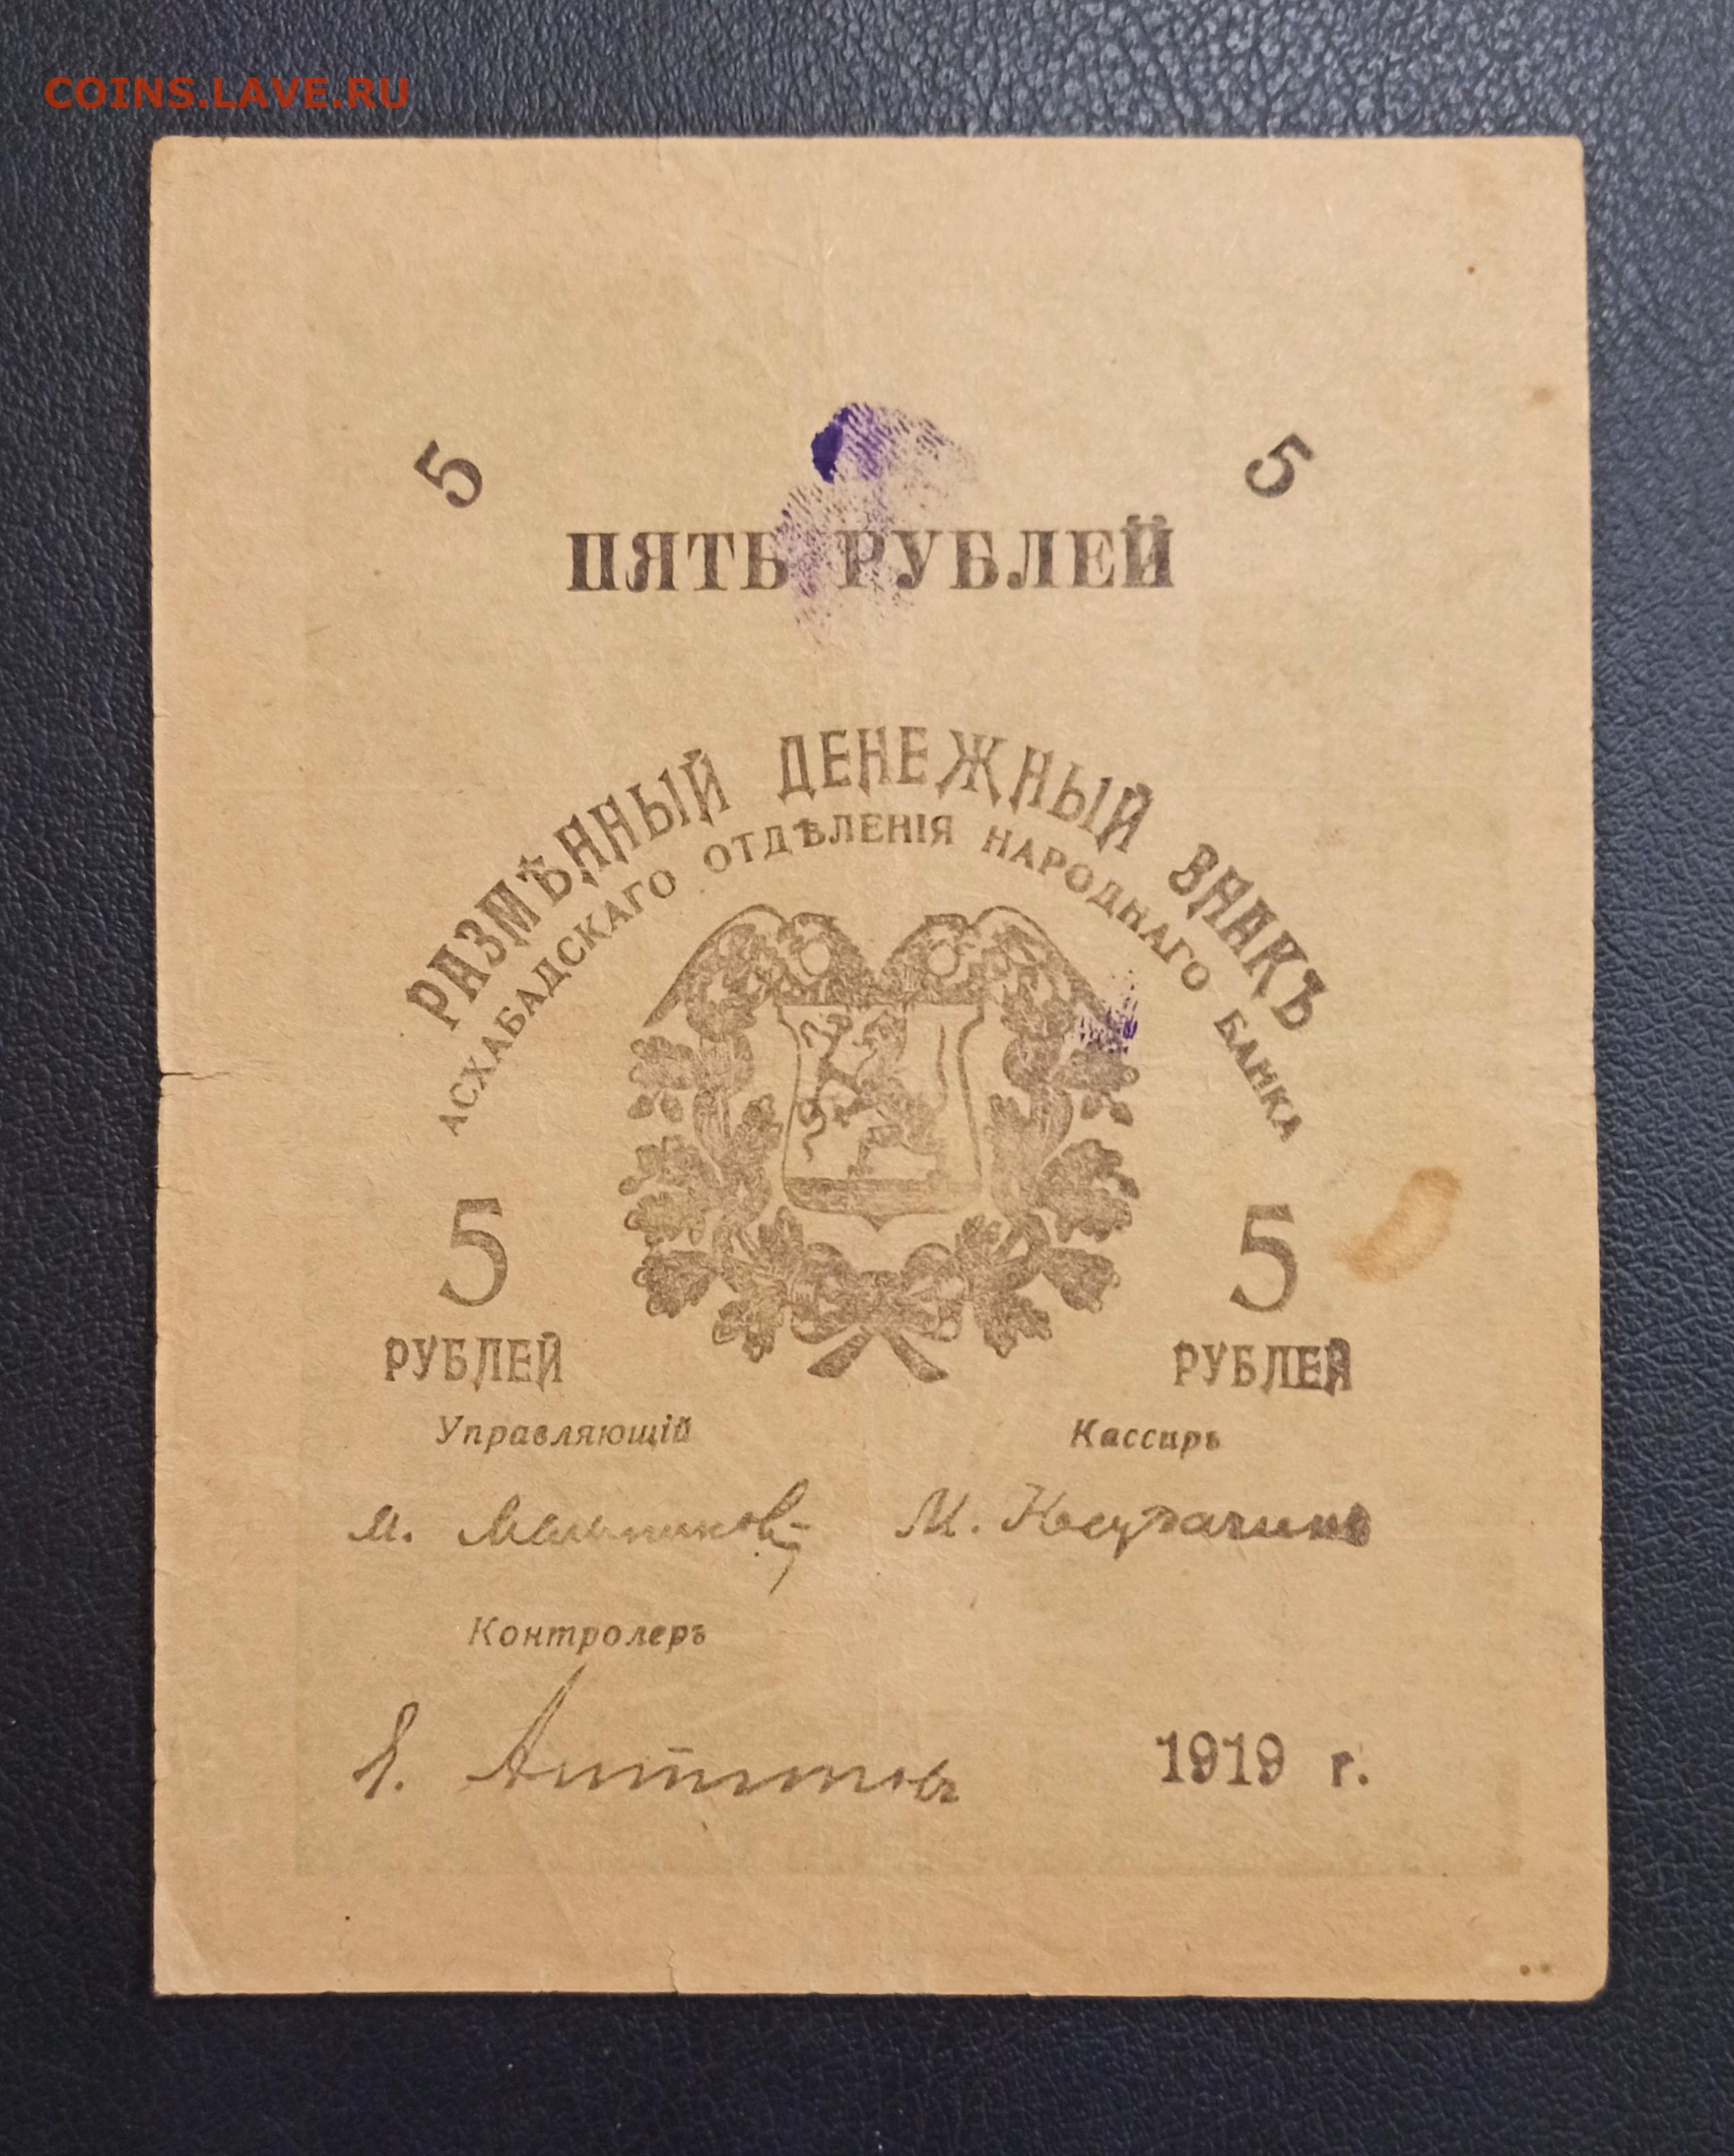 COINS.LAVE.RU
5 5
ПЯТЬ РУБЛЕЙ
РАЗМѢННЫЙ ДЕНЕЖНЫЙ ЗНАКЪ
АСХАБАДСКАГО ОТДѢЛЕНІЯ НАРОДНАГО БАНКА
5 5
РУБЛЕЙ РУБЛЕЙ
Управляющій Кассиръ
М. М.
Контролеръ
Антиповъ
1919 г.